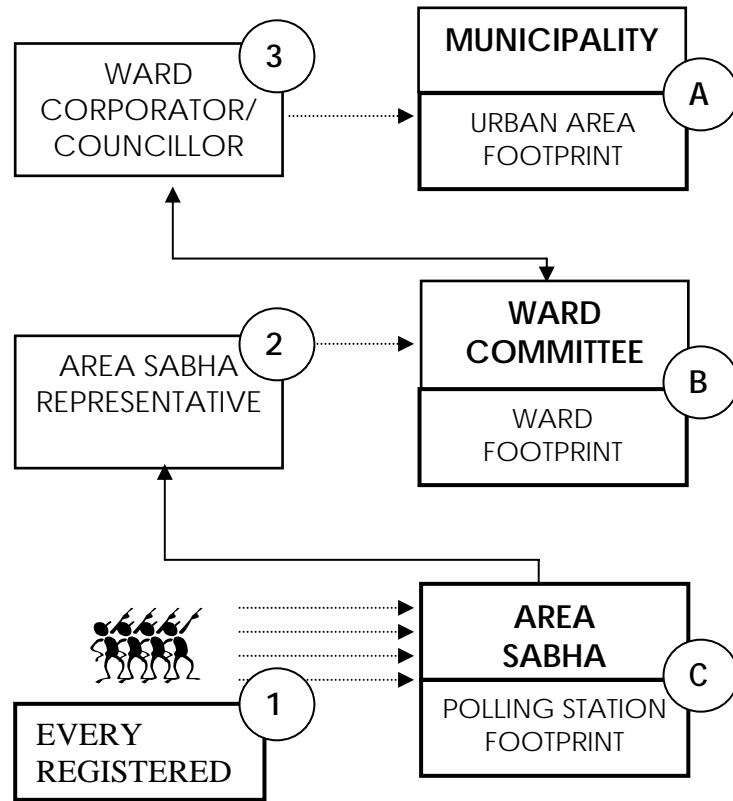 3
WARD
CORPORATOR/
COUNCILLOR
MUNICIPALITY
A
URBAN AREA
FOOTPRINT
2
AREA SABHA
REPRESENTATIVE
WARD
COMMITTEE
B
WARD
FOOTPRINT
1
EVERY
REGISTERED
AREA
SABHA
C
POLLING STATION
FOOTPRINT